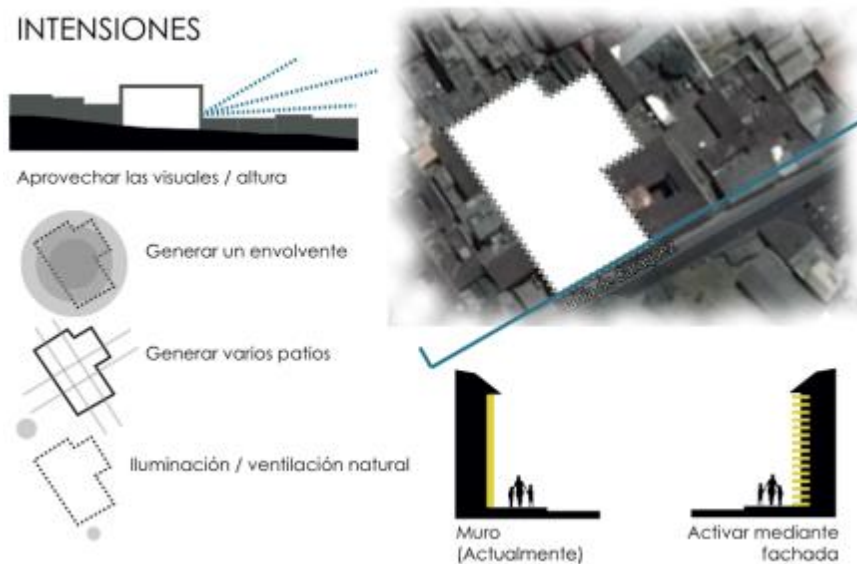 INTENSIONES
Aprovechar las visuales / altura
Generar un envolvente
Generar varios patios
Iluminación / ventilación natural
Muro
(Actualmente)
Activar mediante
fachada